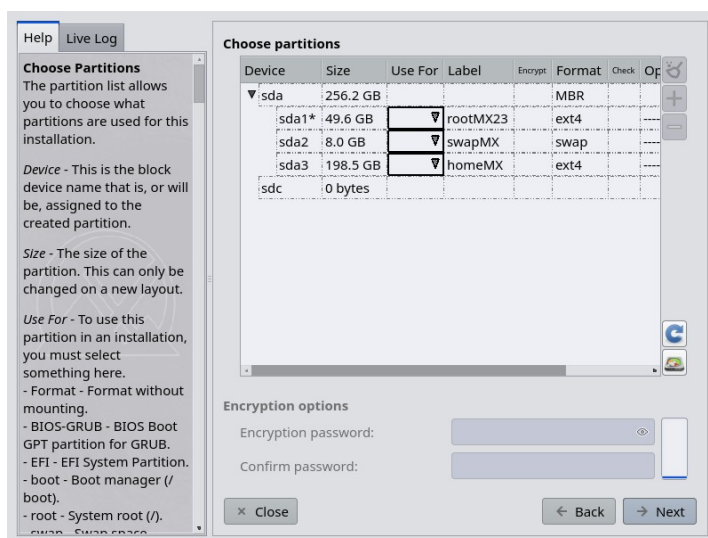 Help Live Log
Choose Partitions
The partition list allows
you to choose what
partitions are used for this
installation.
Device - This is the block
device name that is, or will
be, assigned to the
created partition.
Size - The size of the
partition. This can only be
changed on a new layout.
Use For - To use this
partition in an installation,
you must select
something here.
- Format - Format without
mounting.
- BIOS-GRUB - BIOS Boot
GPT partition for GRUB.
- EFI - EFI System Partition.
- boot - Boot manager (/
boot).
- root - System root (/).
- swap - Swap space
Choose partitions
Device Size Use For Label Encrypt Format Check Op
sda 256.2 GB MBR
sda1* 49.6 GB rootMX23 ext4 ----
sda2 8.0 GB swapMX swap ----
sda3 198.5 GB homeMX ext4 ----
sdc 0 bytes
Encryption options
Encryption password:
Confirm password:
× Close
← Back → Next